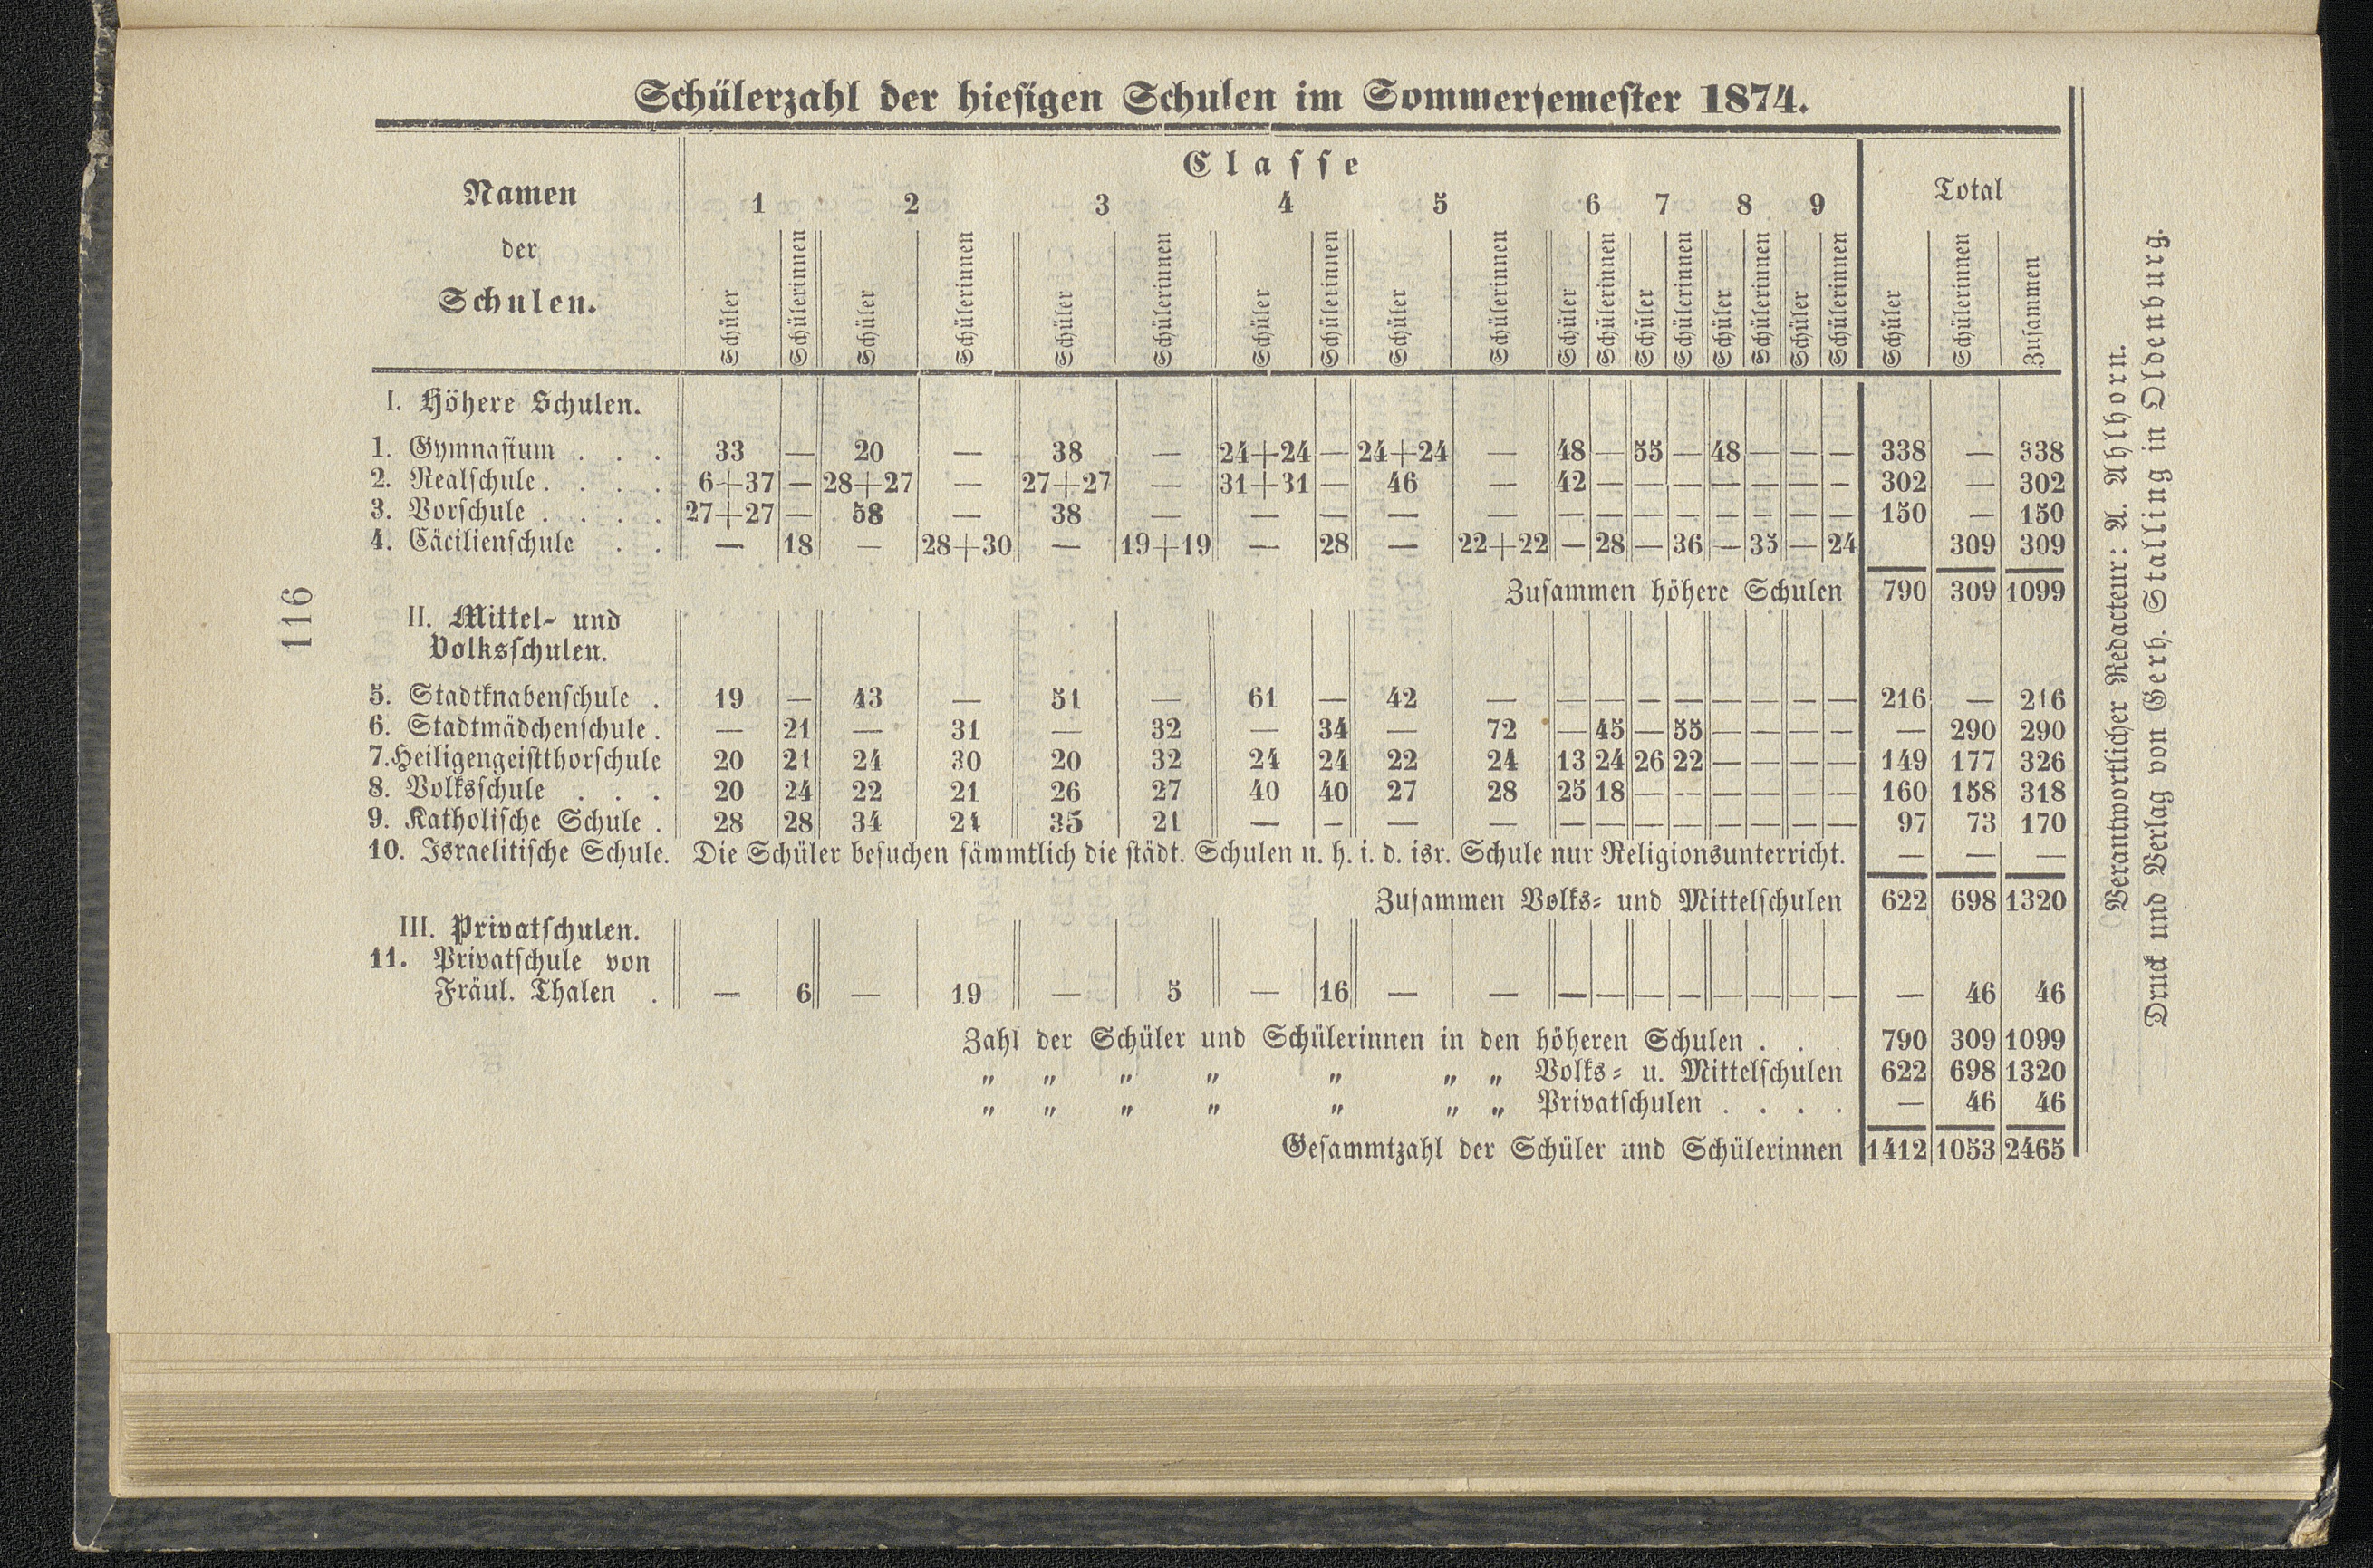 Schülerzahl der hiesigen Schulen im Sommersemester 1874.
Namen der Schulen.
Classe
Total
1 2 3 4 5 6 7 8 9
Schüler Schülerinnen Schüler Schülerinnen Schüler Schülerinnen Schüler Schülerinnen Schüler Schülerinnen Schüler Schülerinnen Schüler Schülerinnen Schüler Schülerinnen Schüler Schülerinnen Schüler Schülerinnen Zusammen
I. Höhere Schulen.
1. Gymnasium . . . 33 — 20 — 38 — 24+24 — 24+24 — 48 — 55 — 48 — — — 338 — 338
2. Realschule . . . . 6+37 — 28+27 — 27+27 — 31+31 — 46 — 42 — — — — — — — 302 — 302
3. Vorschule . . . . 27+27 — 58 — 38 — — — — — — — — — — — — — 150 — 150
4. Cäcilienschule . . — 18 — 28+30 — 19+19 — 28 — 22+22 — 28 — 36 — 35 — 24 309 309
Zusammen höhere Schulen 790 309 1099
II. Mittel- und
Volksschulen.
5. Stadtknabenschule . 19 — 43 — 51 — 61 — 42 — — — — — — — — — 216 — 216
6. Stadtmädchenschule . — 21 — 31 — 32 — 34 — 72 — 45 — 55 — — — — — 290 290
7. Heiligengeistthorschule 20 21 24 30 20 32 24 24 22 24 13 24 26 22 — — — — 149 177 326
8. Volksschule . . . 20 24 22 21 26 27 40 40 27 28 25 18 — — — — — — 160 158 318
9. Katholische Schule . 28 28 34 24 35 21 — — — — — — — — — — — — 97 73 170
10. Israelitische Schule. Die Schüler besuchen sämmtlich die städt. Schulen u. h. i. d. isr. Schule nur Religionsunterricht. — — —
Zusammen Volks- und Mittelschulen 622 698 1320
III. Privatschulen.
11. Privatschule von
Fräul. Thalen . — 6 — 19 — 5 — 16 — — — — — — — — — — — 46 46
Zahl der Schüler und Schülerinnen in den höheren Schulen . . . 790 309 1099
„ „ „ „ „ „ „ Volks- u. Mittelschulen 622 698 1320
„ „ „ „ „ „ „ Privatschulen . . . . — 46 46
Gesammtzahl der Schüler und Schülerinnen 1412 1053 2465
116
Verantwortlicher Redacteur: A. Ahlhorn.
Druck und Verlag von Gerh. Stalling in Oldenburg.